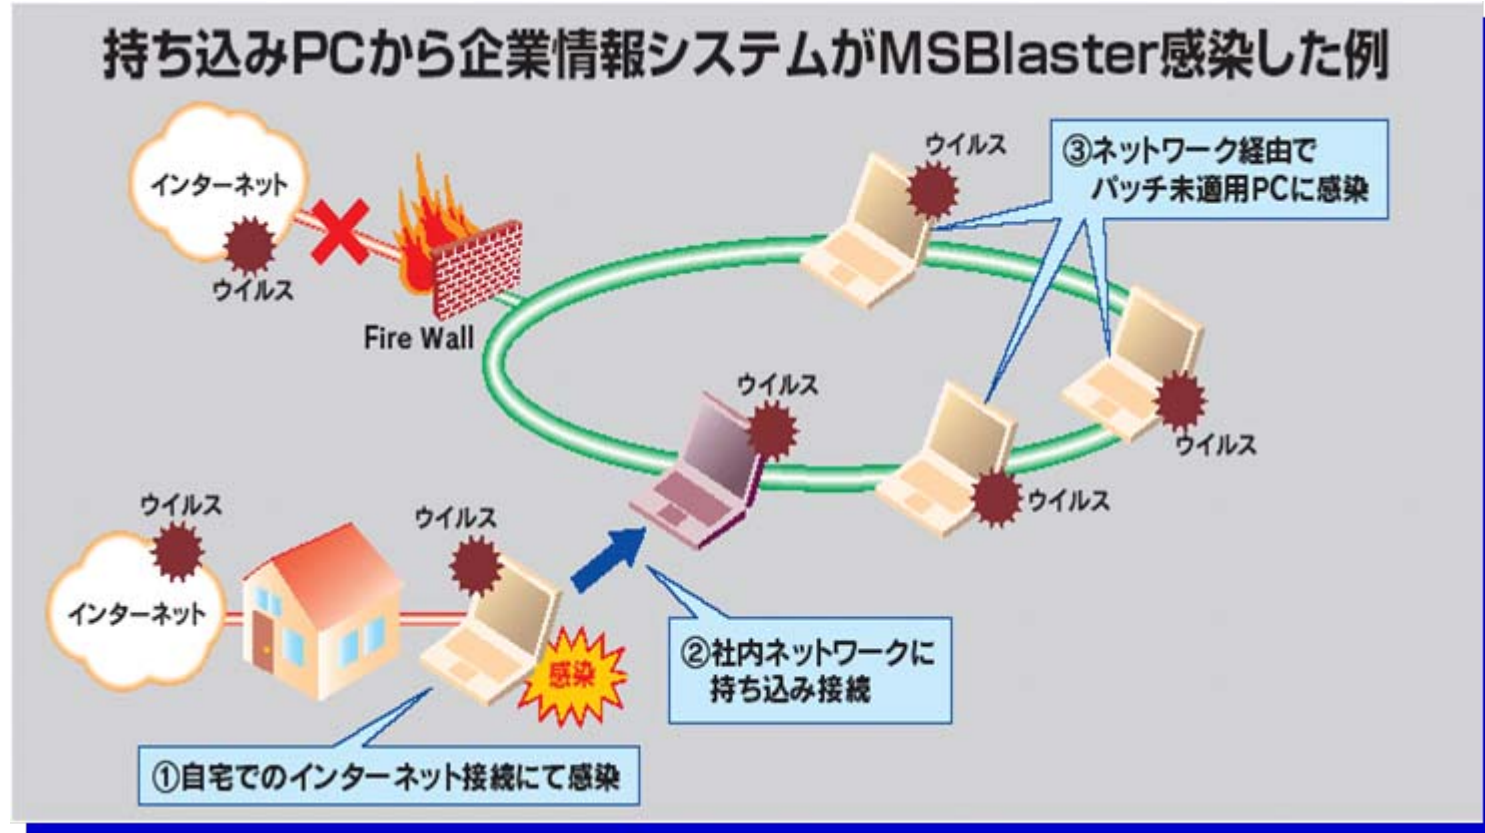 持ち込みPCから企業情報システムがMSBlaster感染した例
インターネット
ウイルス
Fire Wall
ウイルス
③ネットワーク経由で
パッチ未適用PCに感染
ウイルス
ウイルス
ウイルス
ウイルス
インターネット
ウイルス
感染
②社内ネットワークに
持ち込み接続
①自宅でのインターネット接続にて感染